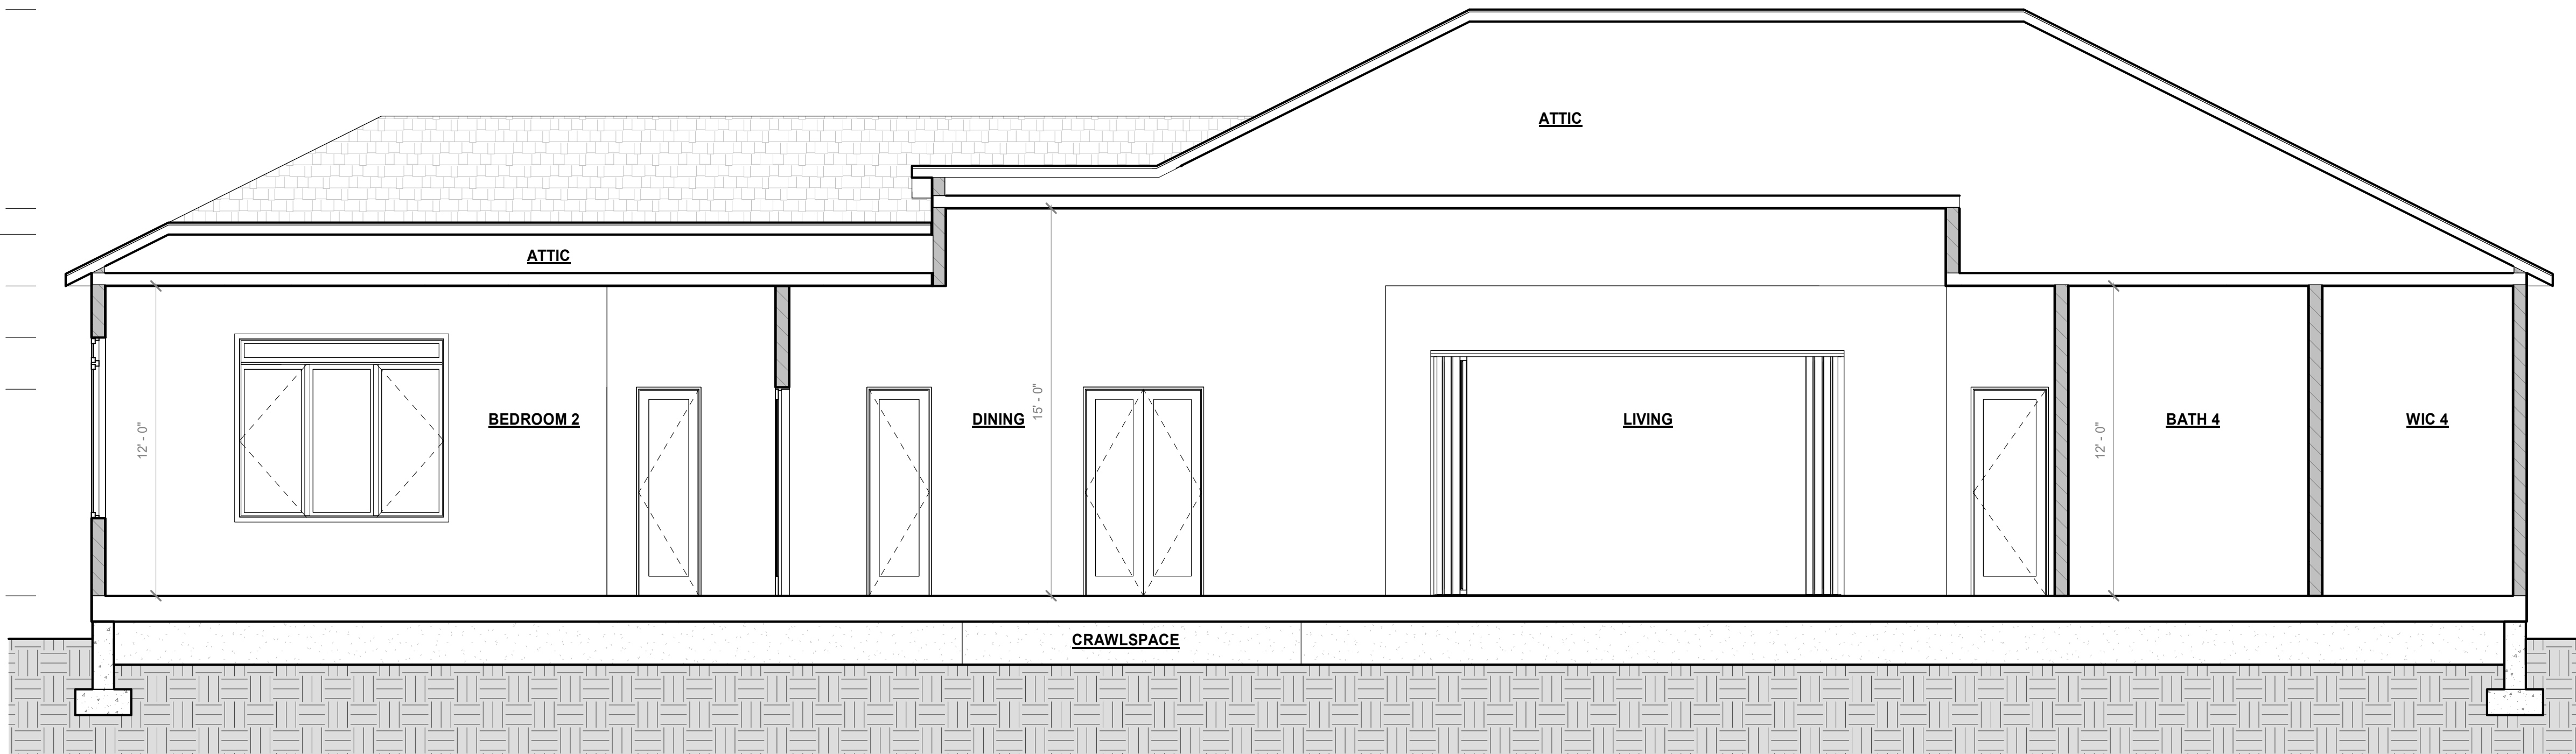 ATTIC
ATTIC
12' - 0"
BEDROOM 2
DINING
15' - 0"
LIVING
12' - 0"
BATH 4
WIC 4
CRAWLSPACE